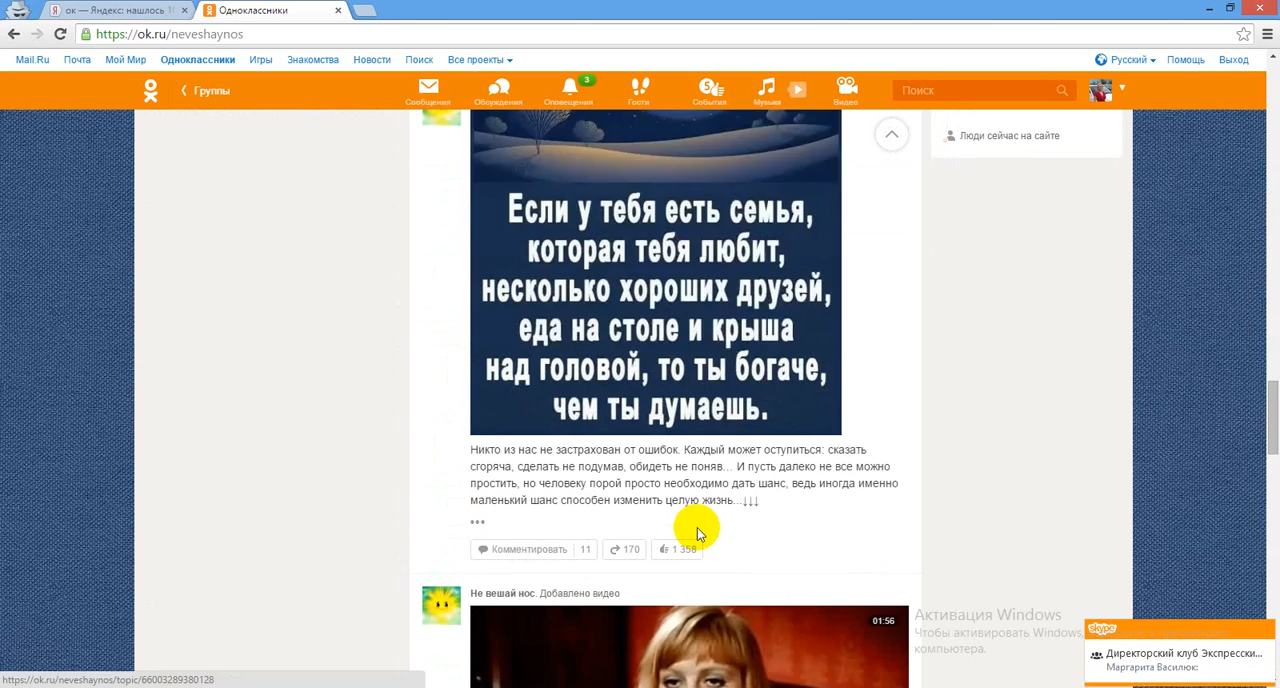 ок — Яндекс: нашлось 10
Одноклассники
https://ok.ru/neveshaynos
Mail.Ru Почта Мой Мир Одноклассники Игры Знакомства Новости Поиск Все проекты Русский Помощь Выход
Группы
3
5
Сообщения Обсуждения Оповещения Гости События Музыка Видео
Поиск
Люди сейчас на сайте
Если у тебя есть семья,
которая тебя любит,
несколько хороших друзей,
еда на столе и крыша
над головой, то ты богаче,
чем ты думаешь.
Никто из нас не застрахован от ошибок. Каждый может оступиться: сказать
сгоряча, сделать не подумав, обидеть не поняв... И пусть далеко не все можно
простить, но человеку порой просто необходимо дать шанс, ведь иногда именно
маленький шанс способен изменить целую жизнь...↓↓↓
•••
Комментировать 11 170 1 358
Не вешай нос. Добавлено видео
01:56
Активация Windows
Чтобы активировать Windows,
компьютера.
skype
Директорский клуб Экспресски...
Маргарита Василюк:
https://ok.ru/neveshaynos/topic/66003289380128